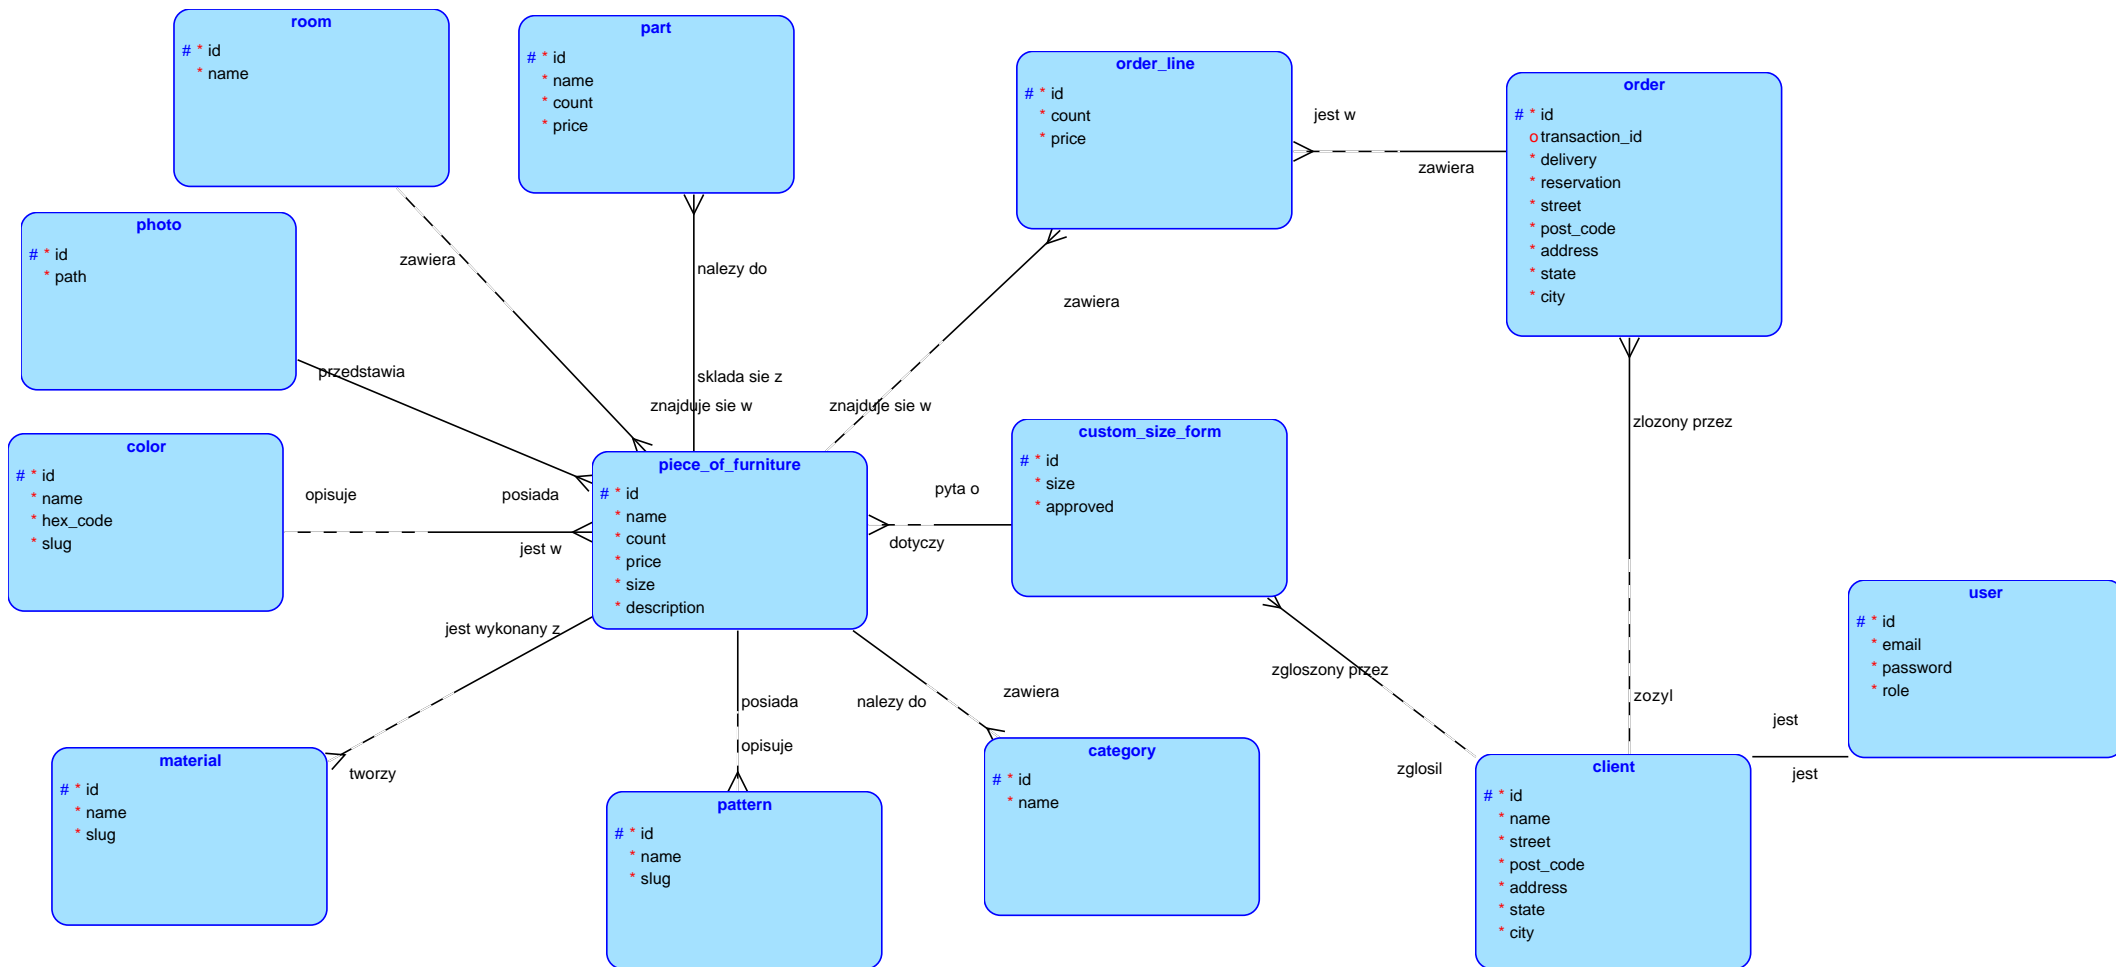 room
# * id
* name
part
# * id
* name
* count
* price
order_line
# * id
* count
* price
order
# * id
o transaction_id
* delivery
* reservation
* street
* post_code
* address
* state
* city
jest w
zawiera
photo
# * id
* path
zawiera
nalezy do
zawiera
przedstawia
sklada sie z
znajduje sie w
znajduje sie w
zlozony przez
color
# * id
* name
* hex_code
* slug
opisuje
posiada
jest w
piece_of_furniture
# * id
* name
* count
* price
* size
* description
custom_size_form
# * id
* size
* approved
pyta o
dotyczy
user
# * id
* email
* password
* role
jest wykonany z
tworzy
posiada
opisuje
nalezy do
zawiera
zgloszony przez
zglosil
zozyl
jest
jest
material
# * id
* name
* slug
pattern
# * id
* name
* slug
category
# * id
* name
client
# * id
* name
* street
* post_code
* address
* state
* city